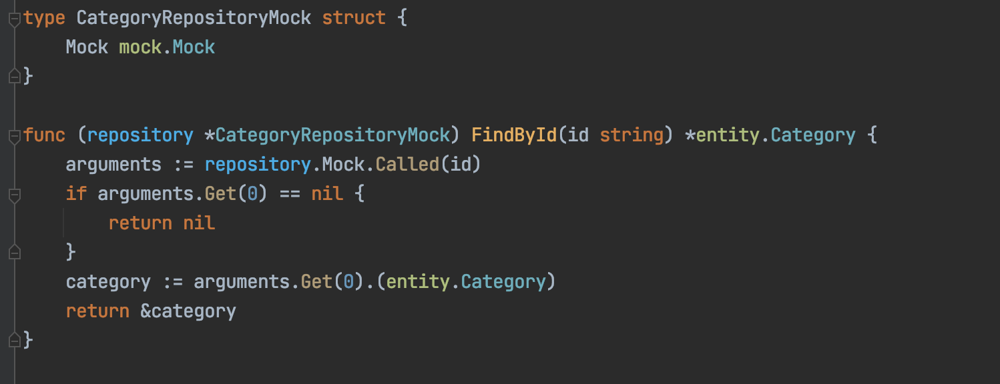 type CategoryRepositoryMock struct {
    Mock mock.Mock
}
func (repository *CategoryRepositoryMock) FindById(id string) *entity.Category {
    arguments := repository.Mock.Called(id)
    if arguments.Get(0) == nil {
        return nil
    }
    category := arguments.Get(0).(entity.Category)
    return &category
}